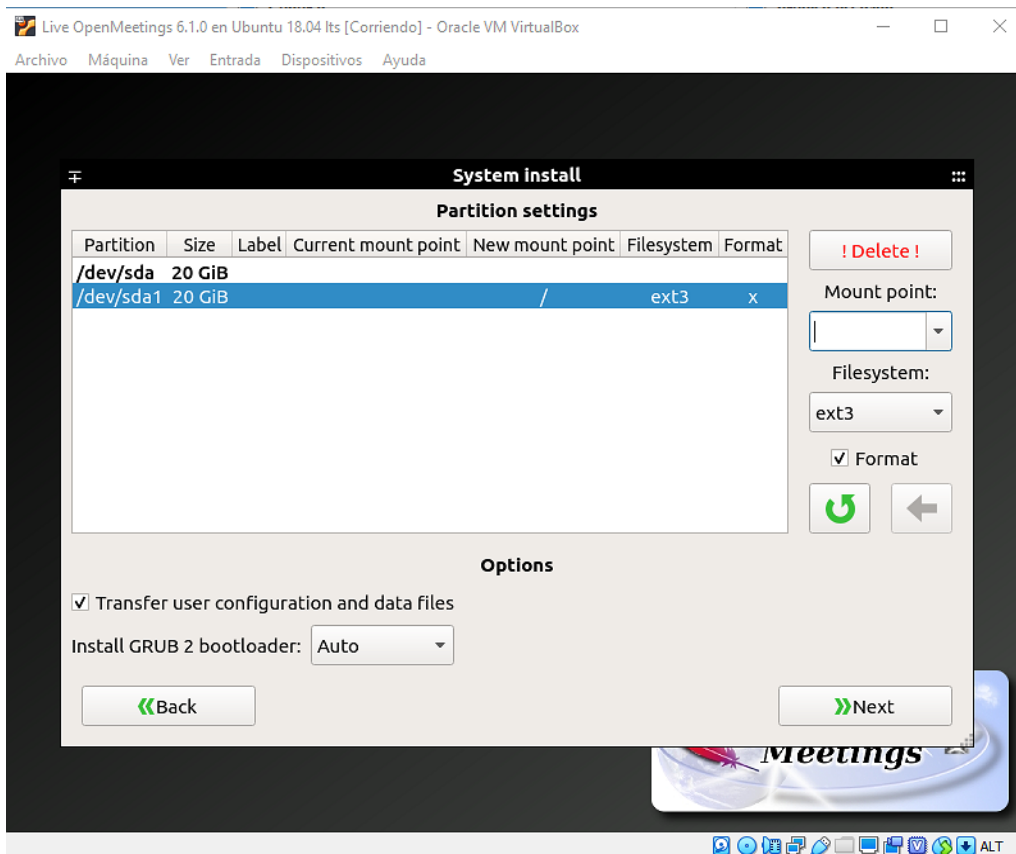 Live OpenMeetings 6.1.0 en Ubuntu 18.04 lts [Corriendo] - Oracle VM VirtualBox
Archivo Máquina Ver Entrada Dispositivos Ayuda
System install
Partition settings
Partition Size Label Current mount point New mount point Filesystem Format
/dev/sda 20 GiB
/dev/sda1 20 GiB / ext3 x
! Delete !
Mount point:
Filesystem:
ext3
Format
Options
Transfer user configuration and data files
Install GRUB 2 bootloader: Auto
Back
Next
Meetings
ALT